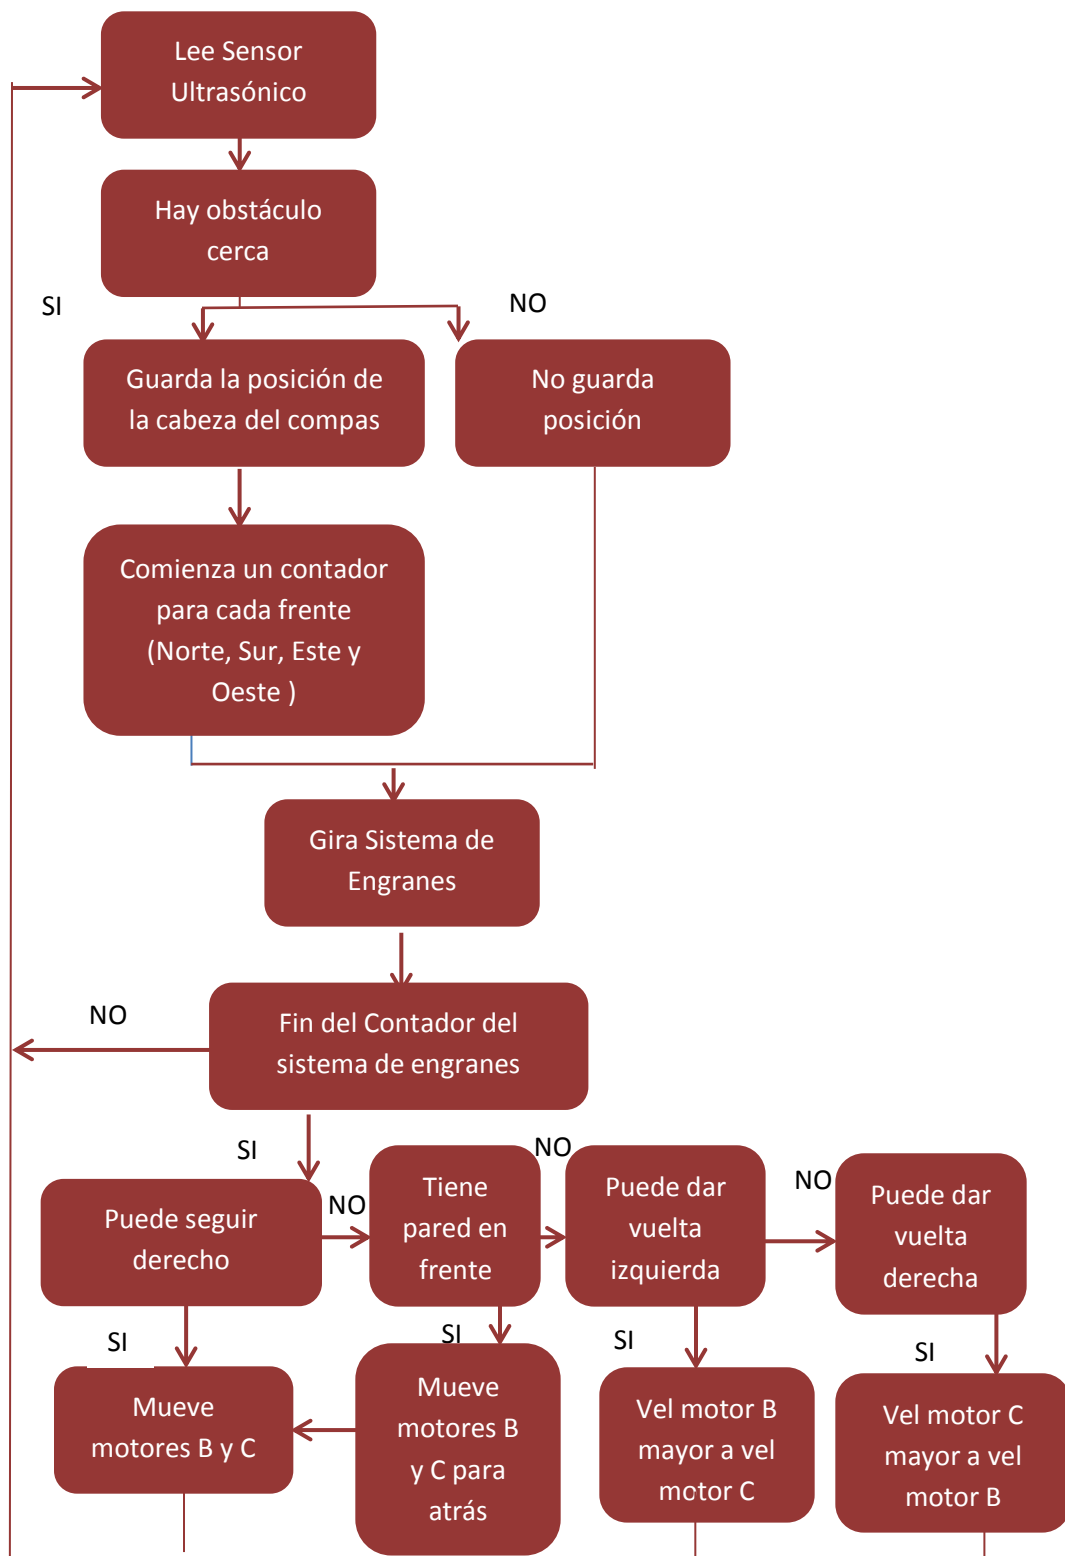 Lee Sensor
Ultrasónico
Hay obstáculo
cerca
SI
NO
Guarda la posición de
la cabeza del compas
No guarda
posición
Comienza un contador
para cada frente
(Norte, Sur, Este y
Oeste )
Gira Sistema de
Engranes
NO
Fin del Contador del
sistema de engranes
SI
Puede seguir
derecho
NO
Tiene
pared en
frente
NO
Puede dar
vuelta
izquierda
NO
Puede dar
vuelta
derecha
SI
Mueve
motores B y C
SI
Mueve
motores B
y C para
atrás
SI
Vel motor B
mayor a vel
motor C
SI
Vel motor C
mayor a vel
motor B